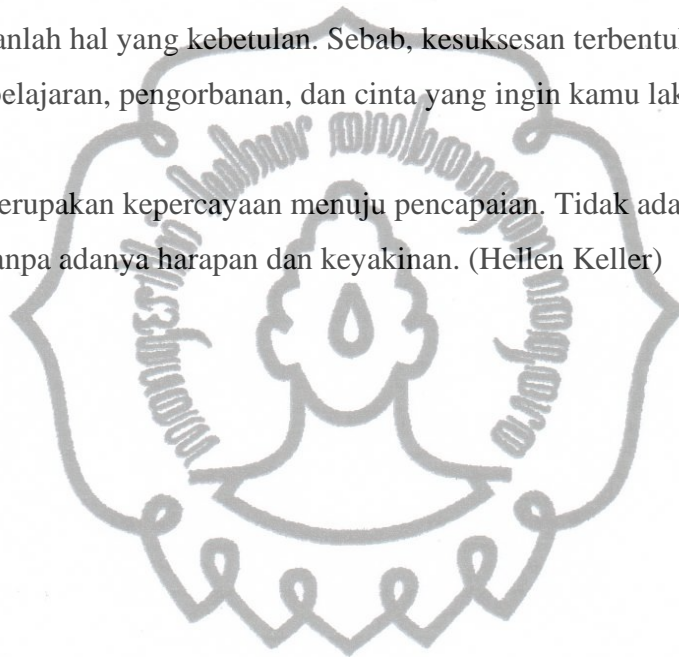 anlah hal yang kebetulan. Sebab, kesuksesan terbentu
elajaran, pengorbanan, dan cinta yang ingin kamu lak
erupakan kepercayaan menuju pencapaian. Tidak ada
anpa adanya harapan dan keyakinan. (Hellen Keller)